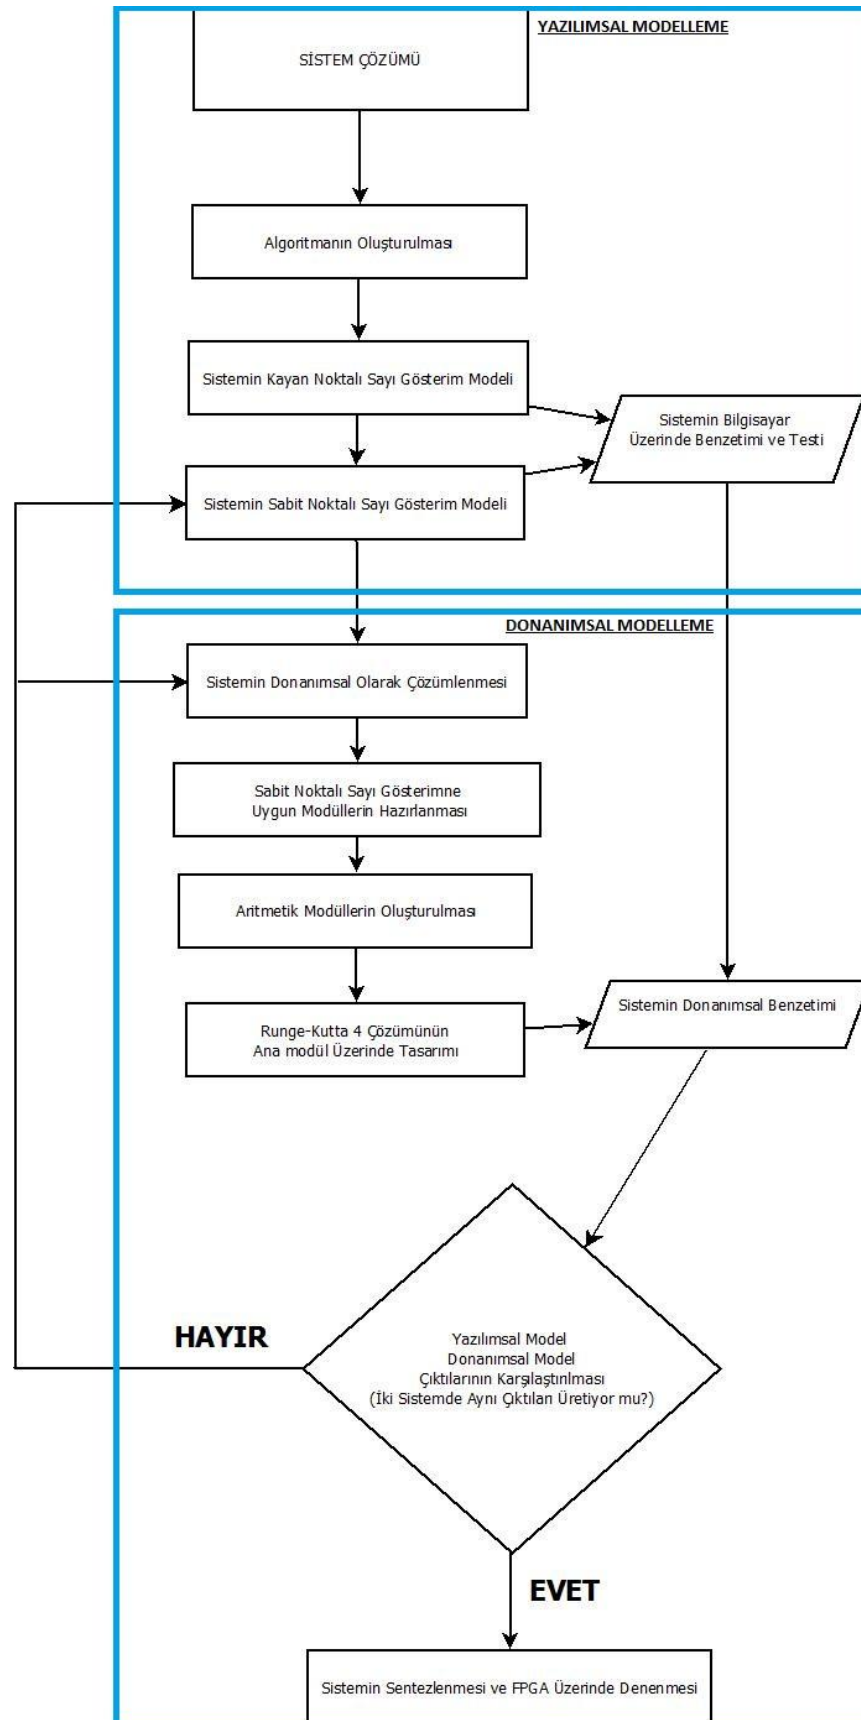 YAZILIMSAL MODELLEME
SİSTEM ÇÖZÜMÜ
Algoritmanın Oluşturulması
Sistemin Kayan Noktalı Sayı Gösterim Modeli
Sistemin Bilgisayar
Üzerinde Benzetimi ve Testi
Sistemin Sabit Noktalı Sayı Gösterim Modeli
DONANIMSAL MODELLEME
Sistemin Donanımsal Olarak Çözümlenmesi
Sabit Noktalı Sayı Gösterimne
Uygun Modüllerin Hazırlanması
Aritmetik Modüllerin Oluşturulması
Sistemin Donanımsal Benzetimi
Runge-Kutta 4 Çözümünün
Ana modül Üzerinde Tasarımı
HAYIR
Yazılımsal Model
Donanımsal Model
Çıktılarının Karşılaştırılması
(İki Sistemde Aynı Çıktıları Üretiyor mu?)
EVET
Sistemin Sentezlenmesi ve FPGA Üzerinde Denenmesi